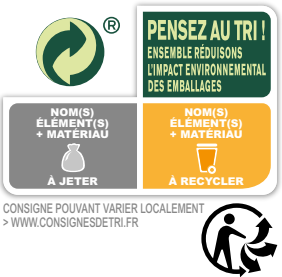 ®
PENSEZ AU TRI !
ENSEMBLE RÉDUISONS
L'IMPACT ENVIRONNEMENTAL
DES EMBALLAGES
NOM(S)
ÉLÉMENT(S)
+ MATÉRIAU
À JETER
NOM(S)
ÉLÉMENT(S)
+ MATÉRIAU
À RECYCLER
CONSIGNE POUVANT VARIER LOCALEMENT
> WWW.CONSIGNESDETRI.FR